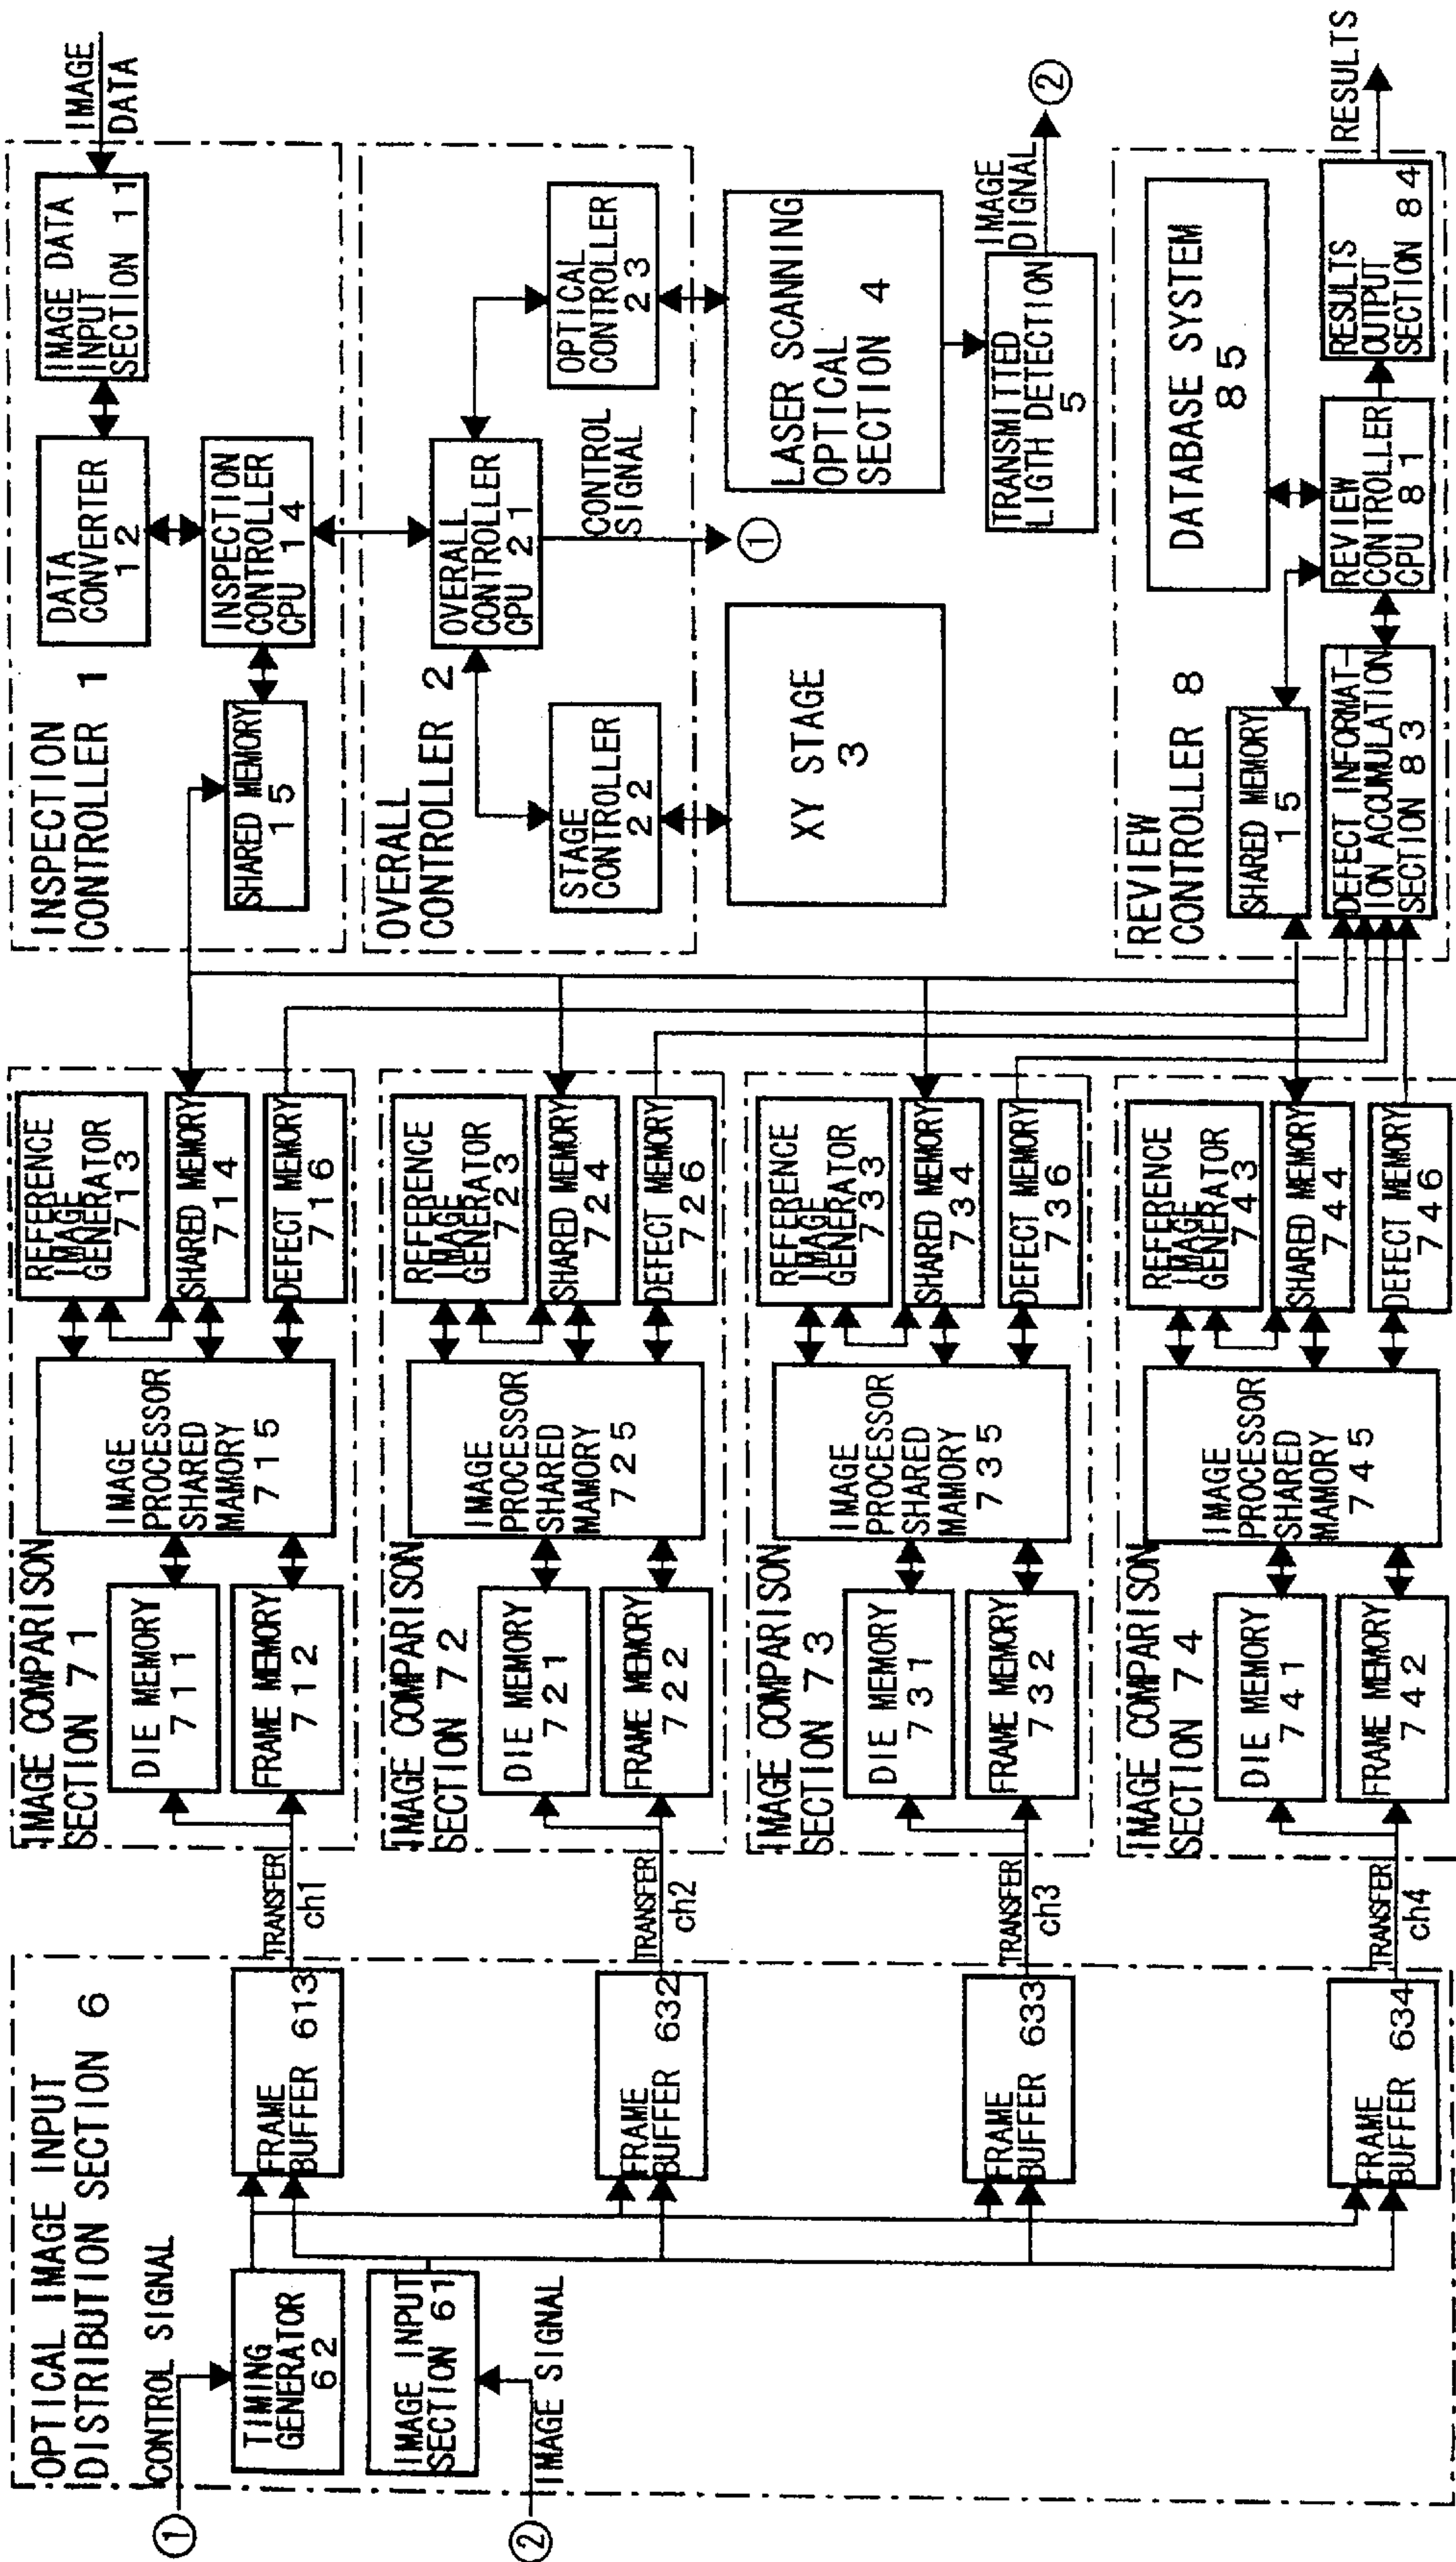 OPTICAL IMAGE INPUT
DISTRIBUTION SECTION 6
①
CONTROL SIGNAL
TIMING
GENERATOR
62
IMAGE INPUT
SECTION 61
②
IMAGE SIGNAL
FRAME
BUFFER 613
FRAME
BUFFER 632
FRAME
BUFFER 633
FRAME
BUFFER 634
TRANSFER
ch1
TRANSFER
ch2
TRANSFER
ch3
TRANSFER
ch4
IMAGE COMPARISON
SECTION 71
DIE MEMORY
711
FRAME MEMORY
712
IMAGE
PROCESSOR
SHARED
MAMORY
715
REFERENCE
IMAGE
GENERATOR
713
SHARED MEMORY
714
DEFECT MEMORY
716
IMAGE COMPARISON
SECTION 72
DIE MEMORY
721
FRAME MEMORY
722
IMAGE
PROCESSOR
SHARED
MAMORY
725
REFERENCE
IMAGE
GENERATOR
723
SHARED MEMORY
724
DEFECT MEMORY
726
IMAGE COMPARISON
SECTION 73
DIE MEMORY
731
FRAME MEMORY
732
IMAGE
PROCESSOR
SHARED
MAMORY
735
REFERENCE
IMAGE
GENERATOR
733
SHARED MEMORY
734
DEFECT MEMORY
736
IMAGE COMPARISON
SECTION 74
DIE MEMORY
741
FRAME MEMORY
742
IMAGE
PROCESSOR
SHARED
MAMORY
745
REFERENCE
IMAGE
GENERATOR
743
SHARED MEMORY
744
DEFECT MEMORY
746
INSPECTION
CONTROLLER 1
SHARED MEMORY
15
DATA
CONVERTER
12
INSPECTION
CONTROLLER
CPU 14
IMAGE DATA
INPUT
SECTION 11
IMAGE
DATA
OVERALL
CONTROLLER 2
STAGE
CONTROLLER
22
OVERALL
CONTROLLER
CPU 21
OPTICAL
CONTROLLER
23
CONTROL
SIGNAL
①
XY STAGE
3
LASER SCANNING
OPTICAL
SECTION 4
TRANSMITTED
LIGTH DETECTION
5
IMAGE
DIGNAL
②
REVIEW
CONTROLLER 8
SHARED MEMORY
15
DEFECT INFORMAT-
ION ACCUMULATION
SECTION 83
DATABASE SYSTEM
85
REVIEW
CONTROLLER
CPU 81
RESULTS
OUTPUT
SECTION 84
RESULTS